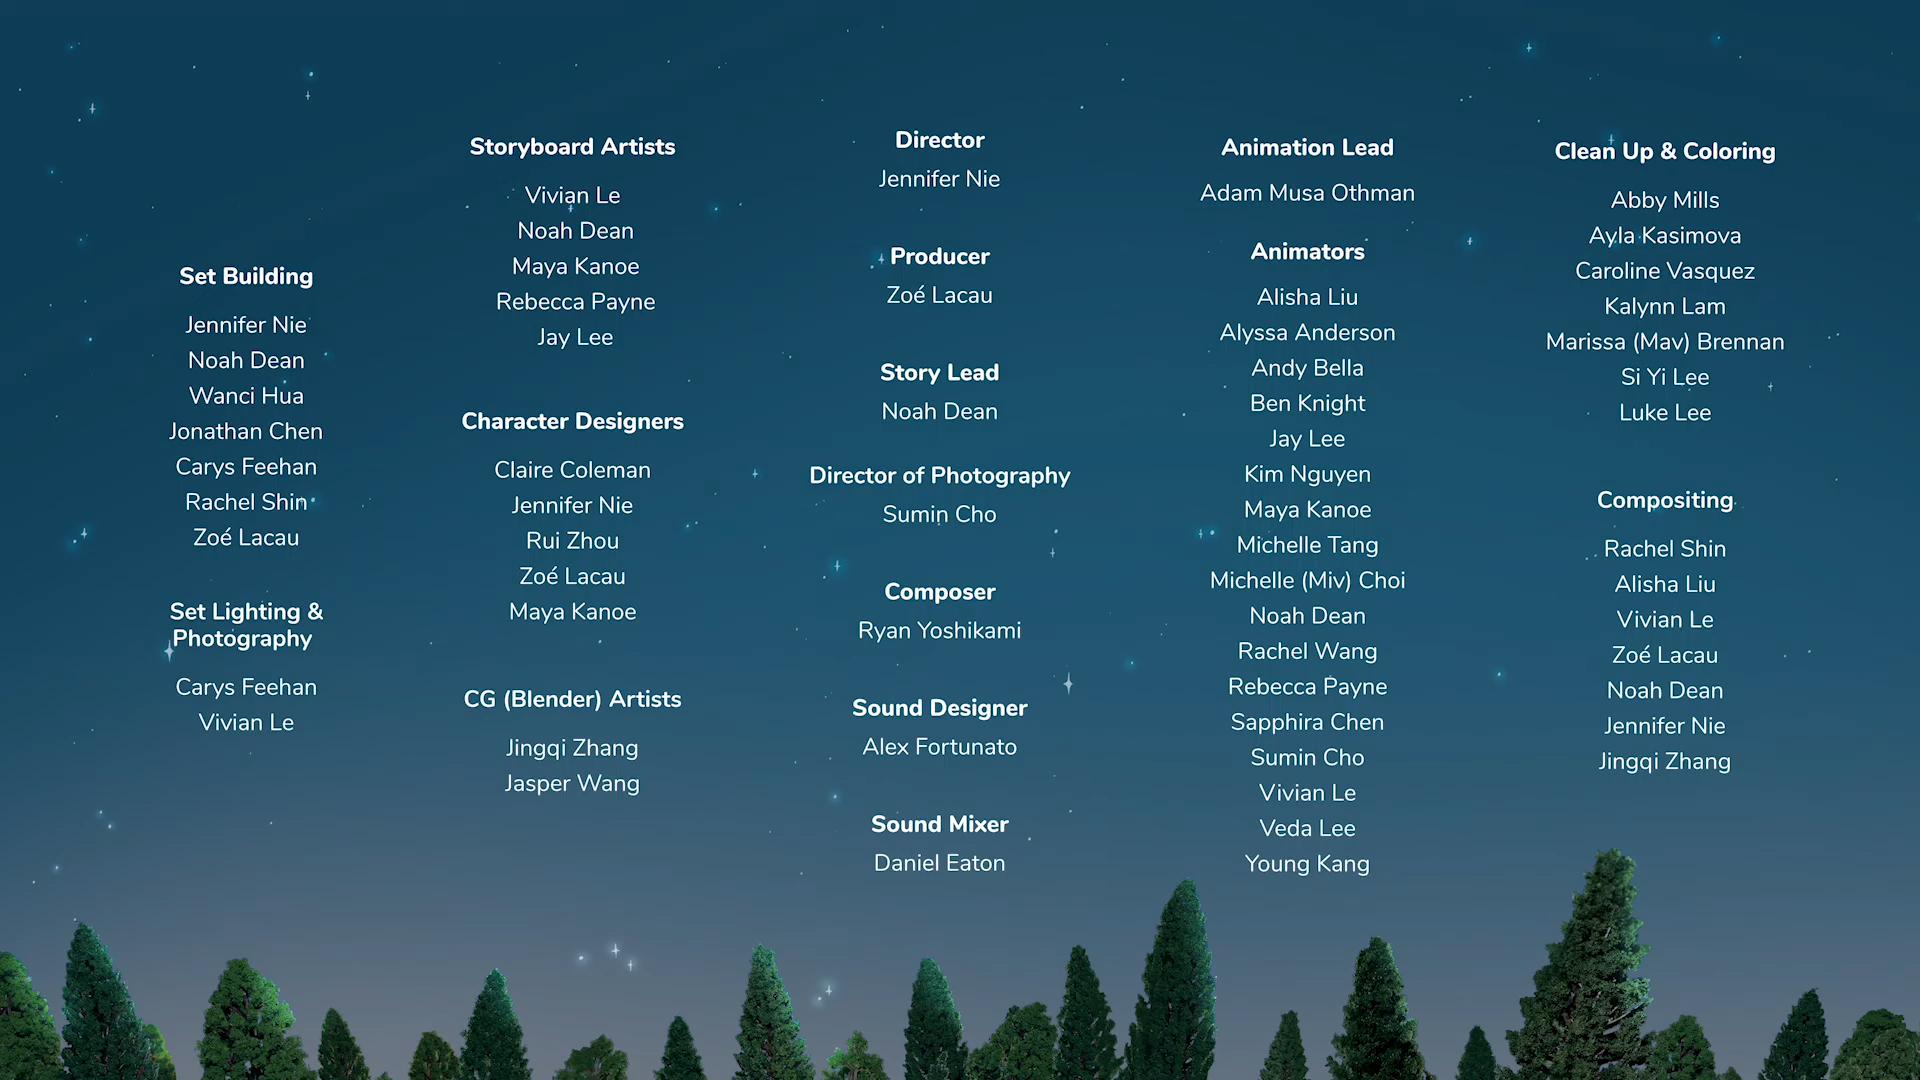 Set Building
Jennifer Nie
Noah Dean
Wanci Hua
Jonathan Chen
Carys Feehan
Rachel Shin
Zoé Lacau
Set Lighting &
Photography
Carys Feehan
Vivian Le
Storyboard Artists
Vivian Le
Noah Dean
Maya Kanoe
Rebecca Payne
Jay Lee
Character Designers
Claire Coleman
Jennifer Nie
Rui Zhou
Zoé Lacau
Maya Kanoe
CG (Blender) Artists
Jingqi Zhang
Jasper Wang
Director
Jennifer Nie
Producer
Zoé Lacau
Story Lead
Noah Dean
Director of Photography
Sumin Cho
Composer
Ryan Yoshikami
Sound Designer
Alex Fortunato
Sound Mixer
Daniel Eaton
Animation Lead
Adam Musa Othman
Animators
Alisha Liu
Alyssa Anderson
Andy Bella
Ben Knight
Jay Lee
Kim Nguyen
Maya Kanoe
Michelle Tang
Michelle (Miv) Choi
Noah Dean
Rachel Wang
Rebecca Payne
Sapphira Chen
Sumin Cho
Vivian Le
Veda Lee
Young Kang
Clean Up & Coloring
Abby Mills
Ayla Kasimova
Caroline Vasquez
Kalynn Lam
Marissa (Mav) Brennan
Si Yi Lee
Luke Lee
Compositing
Rachel Shin
Alisha Liu
Vivian Le
Zoé Lacau
Noah Dean
Jennifer Nie
Jingqi Zhang